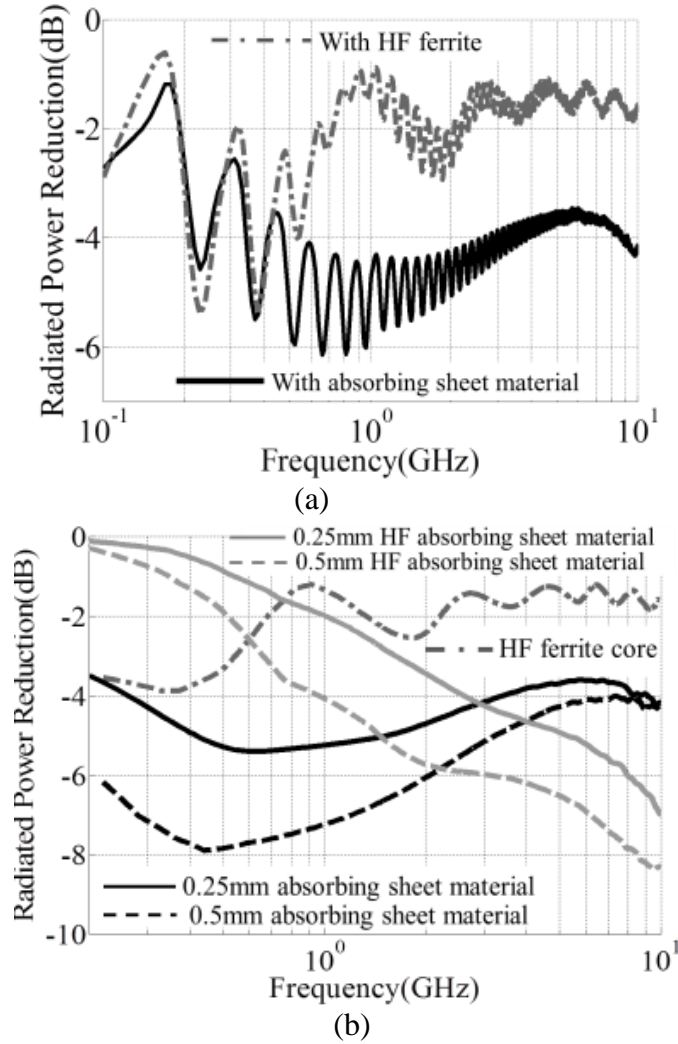 0
With HF ferrite
-2
-4
-6
With absorbing sheet material
Radiated Power Reduction(dB)
10^-1
10^0
10^1
Frequency(GHz)
(a)
0
0.25mm HF absorbing sheet material
0.5mm HF absorbing sheet material
-2
HF ferrite core
-4
-6
-8
0.25mm absorbing sheet material
0.5mm absorbing sheet material
-10
Radiated Power Reduction(dB)
10^0
10^1
Frequency(GHz)
(b)